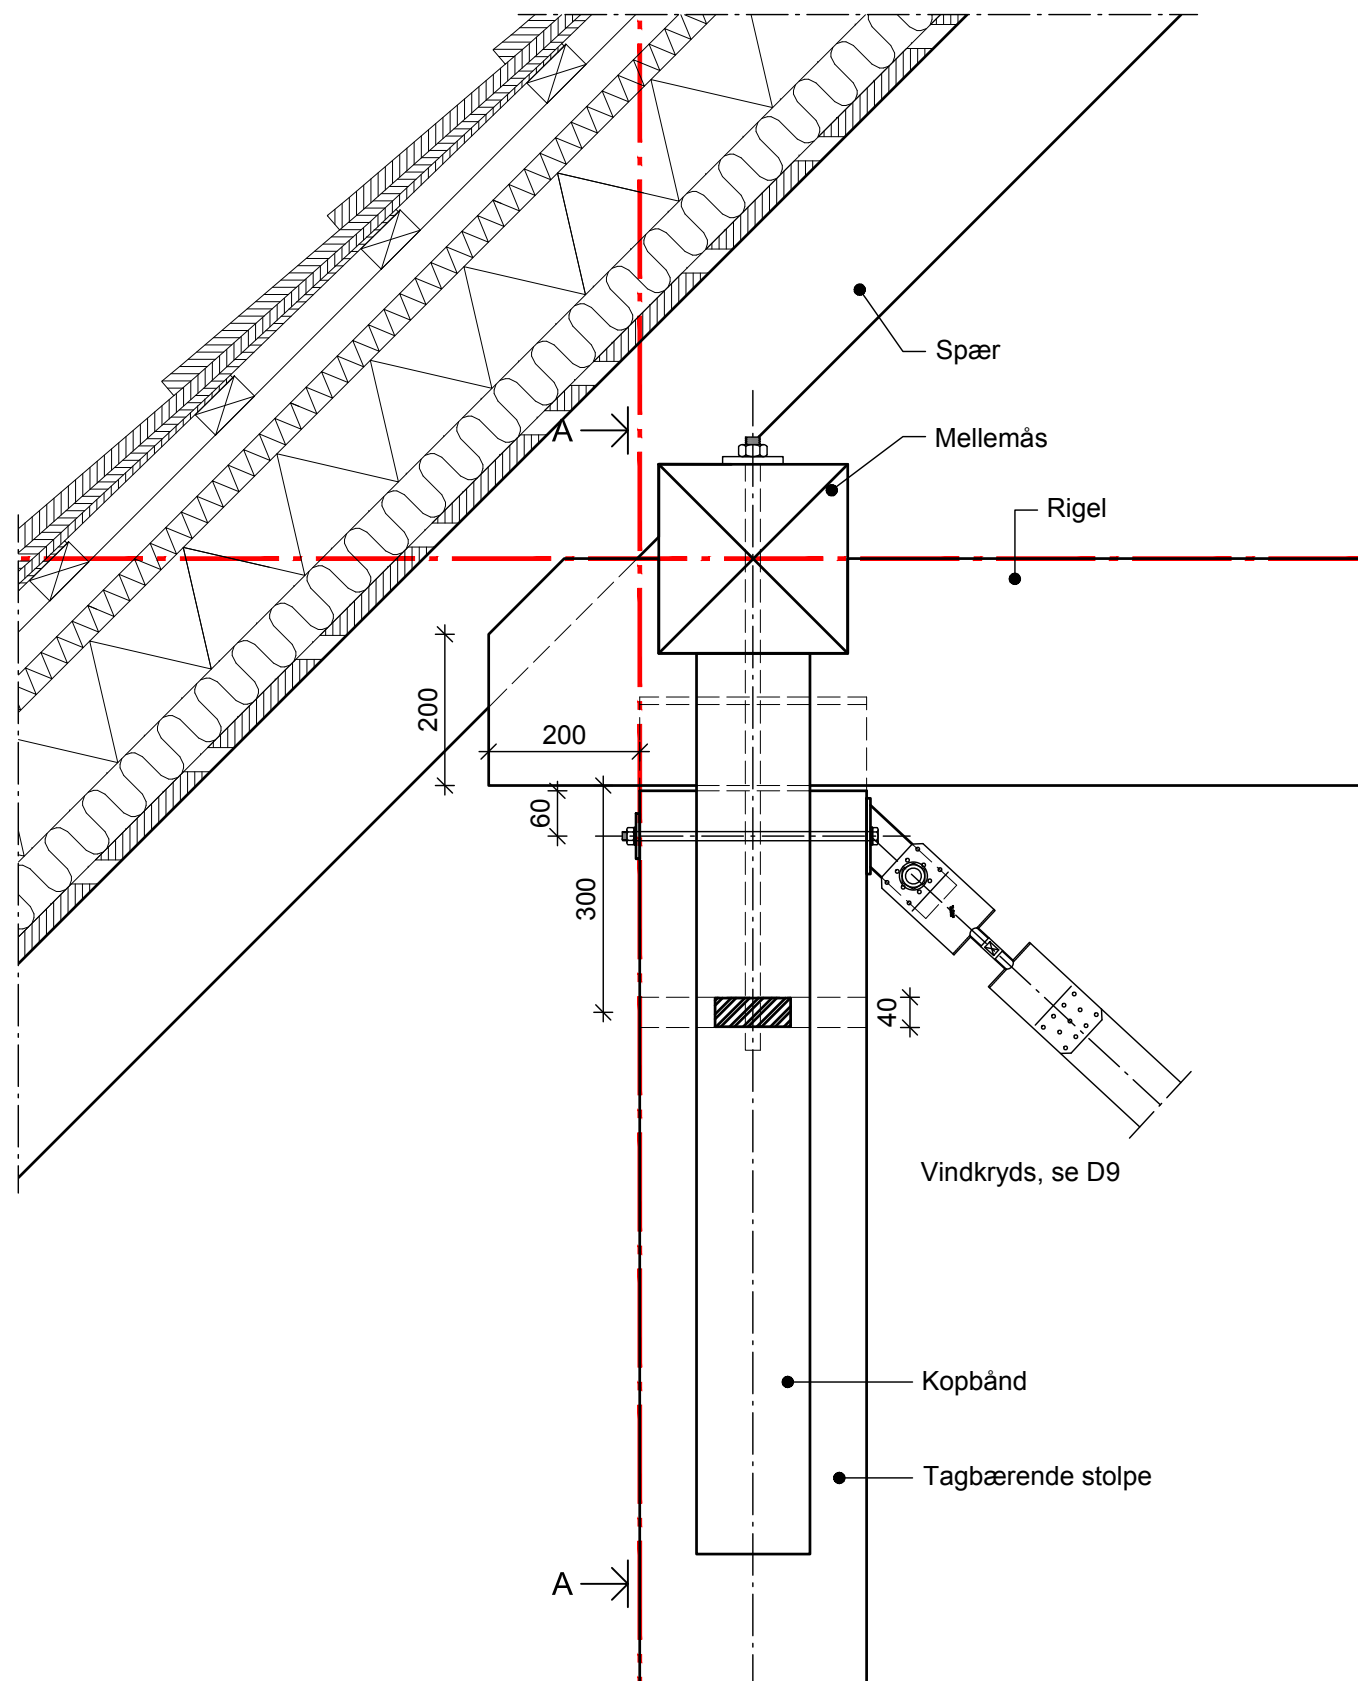 Spær
A
Mellemås
Rigel
200
200
60
300
40
Vindkryds, se D9
Kopbånd
Tagbærende stolpe
A